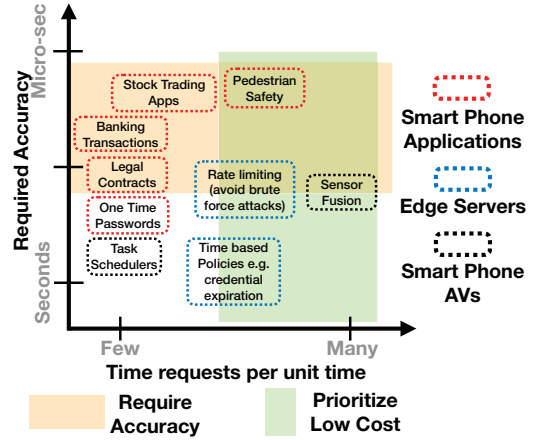 Micro-sec
Required Accuracy
Seconds
Stock Trading
Apps
Pedestrian
Safety
Banking
Transactions
Legal
Contracts
Rate limiting
(avoid brute
force attacks)
Sensor
Fusion
One Time
Passwords
Task
Schedulers
Time based
Policies e.g.
credential
expiration
Smart Phone
Applications
Edge Servers
Smart Phone
AVs
Few
Many
Time requests per unit time
Require
Accuracy
Prioritize
Low Cost